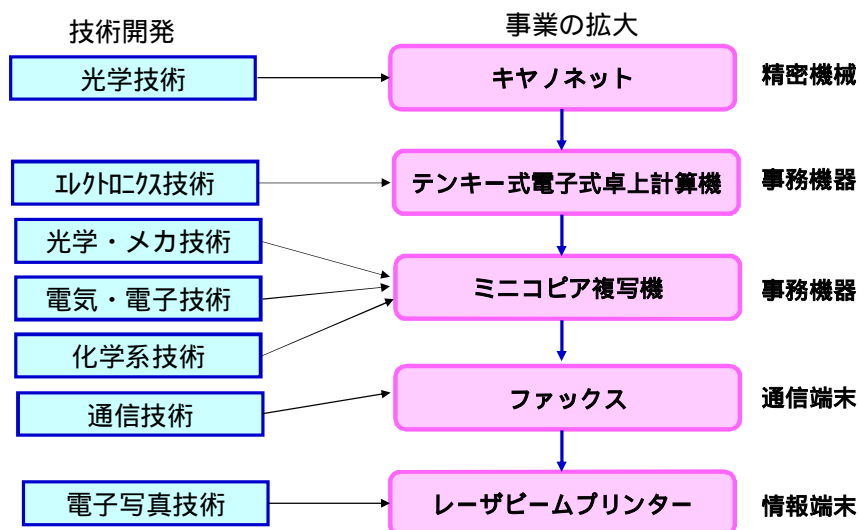 技術開発
事業の拡大
光学技術
キヤノネット
精密機械
ｴﾚｸﾄﾛﾆｸｽ技術
テンキー式電子式卓上計算機
事務機器
光学・メカ技術
電気・電子技術
化学系技術
ミニコピア複写機
事務機器
通信技術
ファックス
通信端末
電子写真技術
レーザビームプリンター
情報端末